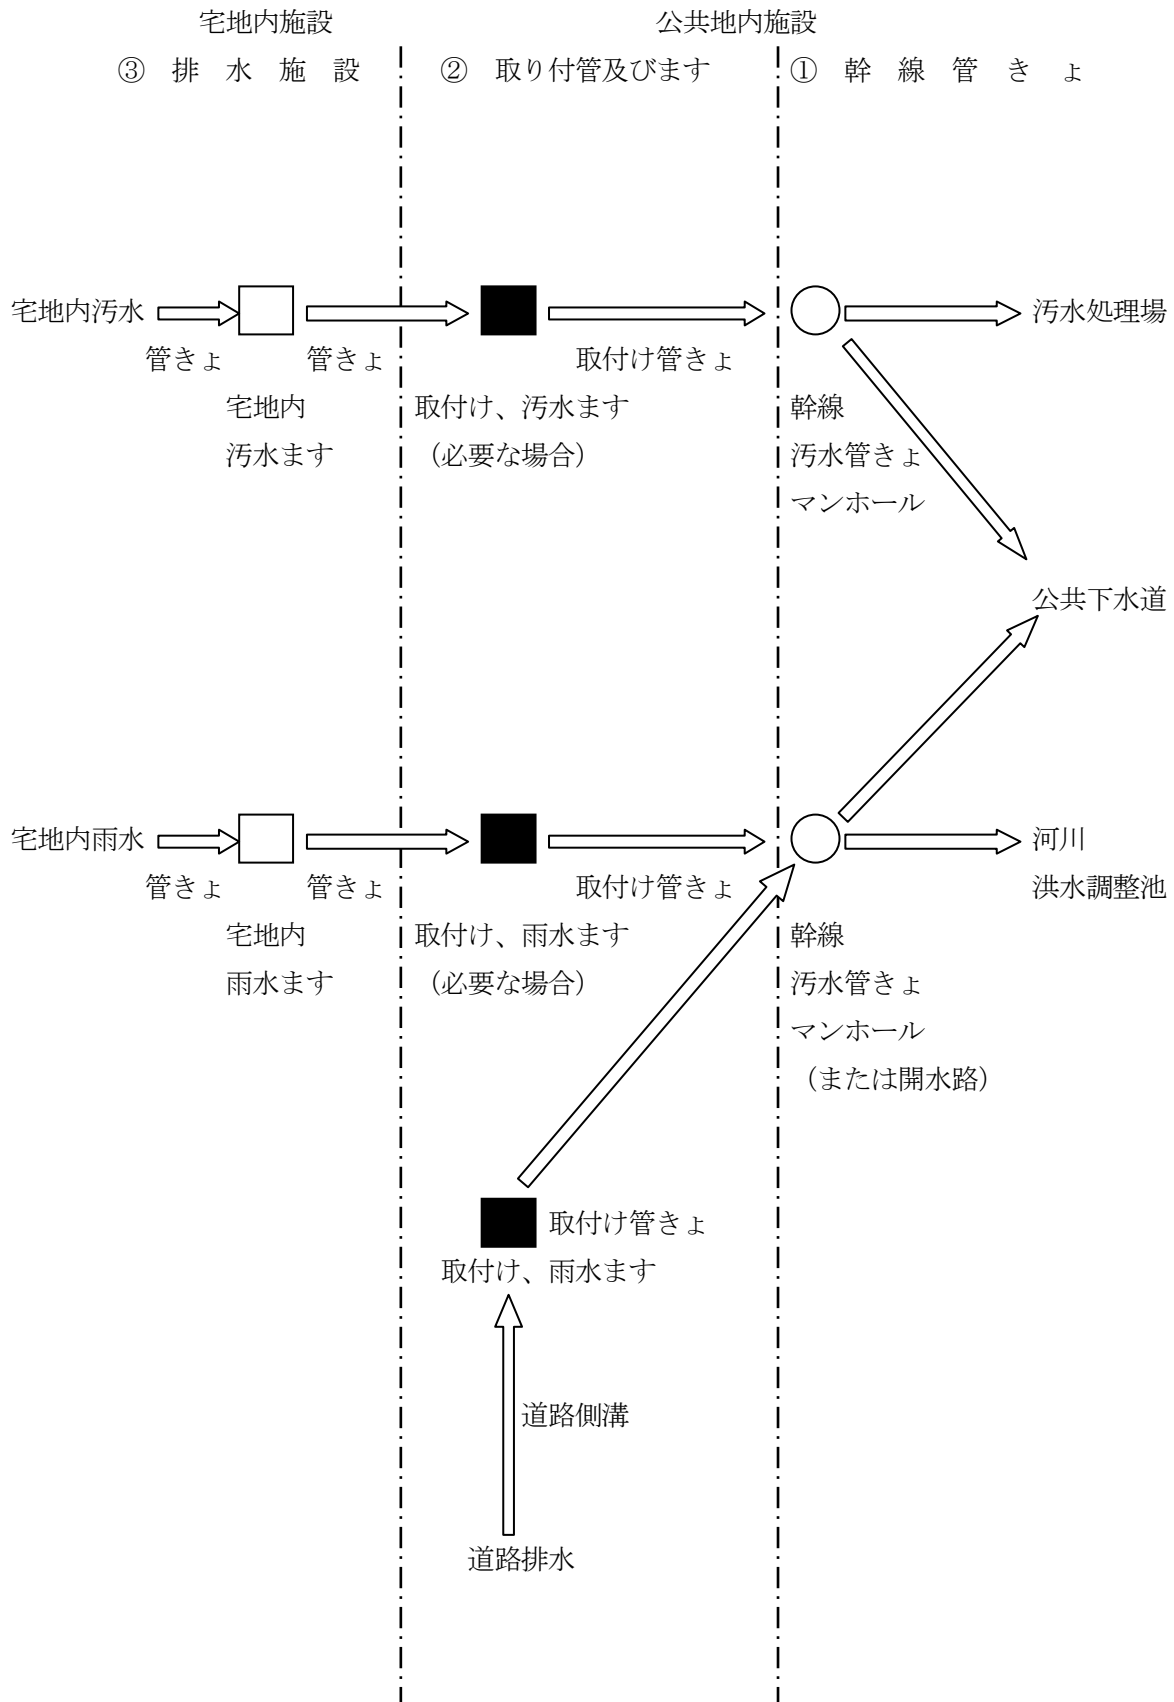 宅地内施設 公共地内施設
③ 排 水 施 設 ② 取り付管及びます ① 幹 線 管 き ょ
宅地内汚水 汚水処理場
管きょ 管きょ 取付け管きょ
宅地内 取付け、汚水ます 幹線
汚水ます （必要な場合） 汚水管きょ
マンホール
公共下水道
宅地内雨水 河川
管きょ 管きょ 取付け管きょ 洪水調整池
宅地内 取付け、雨水ます 幹線
雨水ます （必要な場合） 汚水管きょ
マンホール
（または開水路）
取付け管きょ
取付け、雨水ます
道路側溝
道路排水